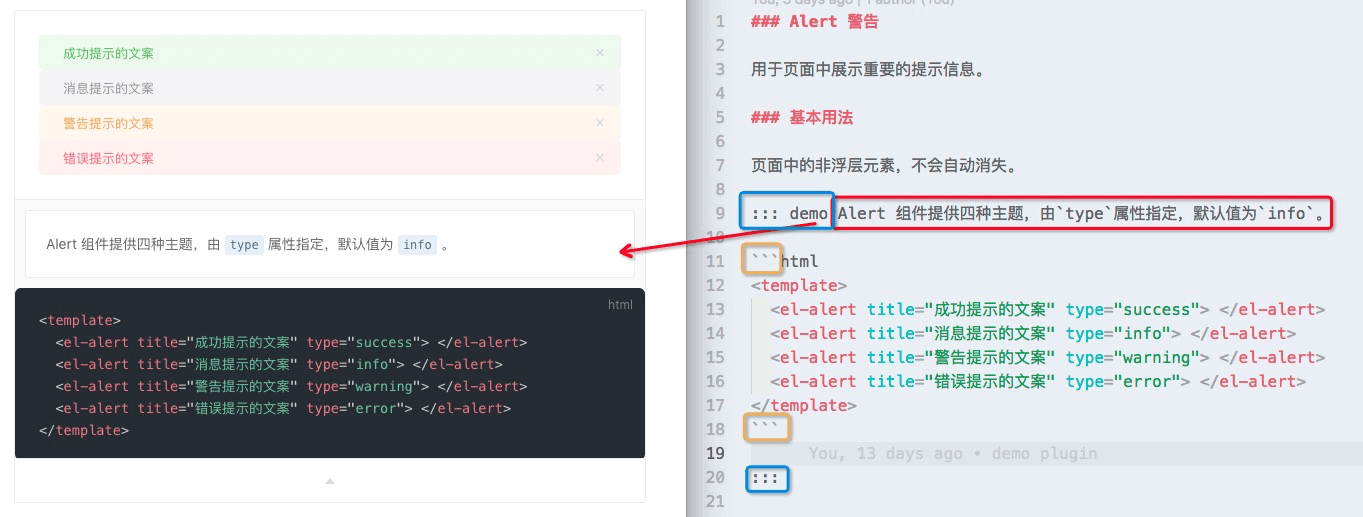 成功提示的文案 ×
消息提示的文案 ×
警告提示的文案 ×
错误提示的文案 ×
Alert 组件提供四种主题，由 type 属性指定，默认值为 info 。
html
<template>
  <el-alert title="成功提示的文案" type="success"> </el-alert>
  <el-alert title="消息提示的文案" type="info"> </el-alert>
  <el-alert title="警告提示的文案" type="warning"> </el-alert>
  <el-alert title="错误提示的文案" type="error"> </el-alert>
</template>
You, 3 days ago | 1 author (You)
1 ### Alert 警告
2
3 用于页面中展示重要的提示信息。
4
5 ### 基本用法
6
7 页面中的非浮层元素，不会自动消失。
8
9 ::: demo Alert 组件提供四种主题，由`type`属性指定，默认值为`info`。
10
11 ```html
12 <template>
13   <el-alert title="成功提示的文案" type="success"> </el-alert>
14   <el-alert title="消息提示的文案" type="info"> </el-alert>
15   <el-alert title="警告提示的文案" type="warning"> </el-alert>
16   <el-alert title="错误提示的文案" type="error"> </el-alert>
17 </template>
18 ```
19 You, 13 days ago • demo plugin
20 :::
21